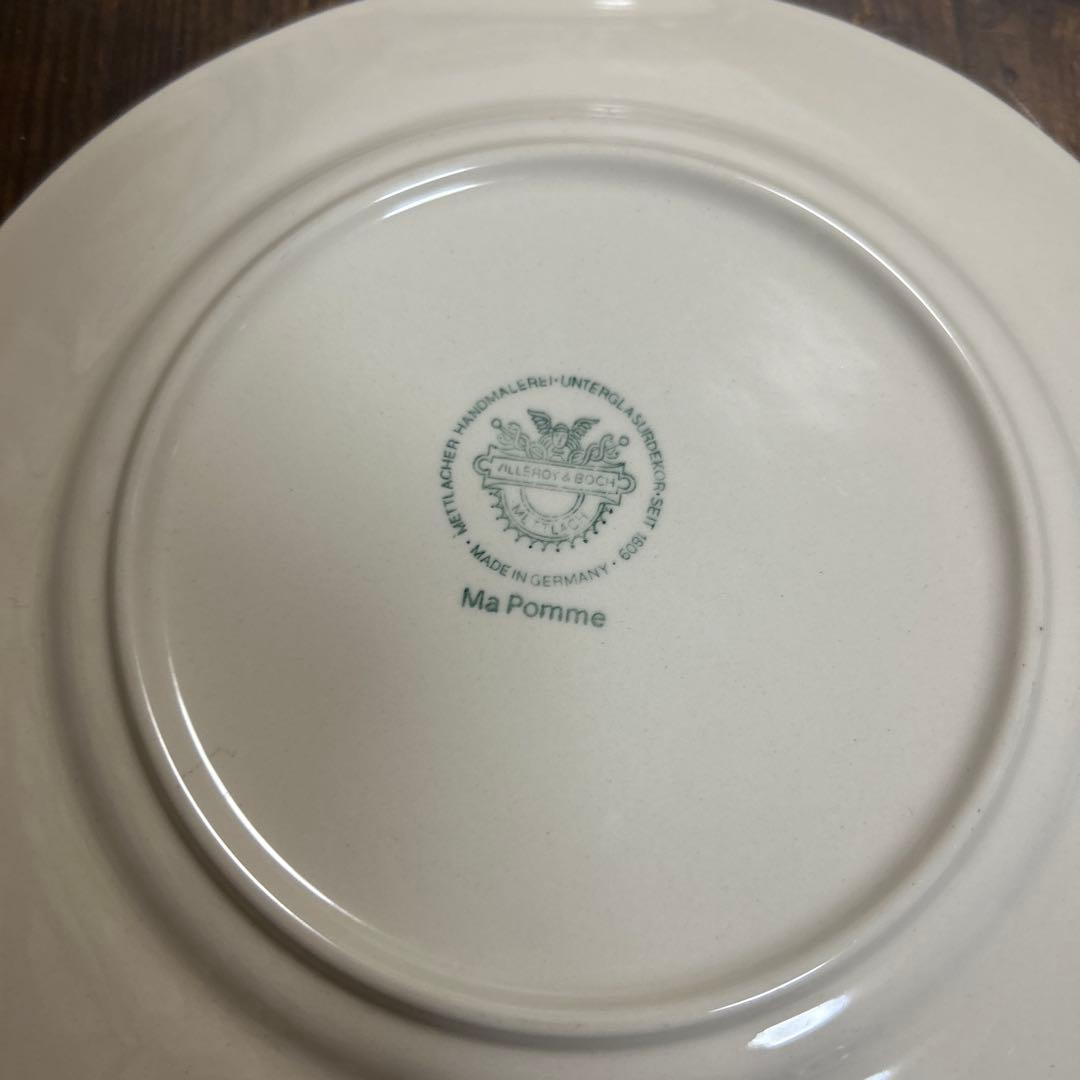 METTLACHER HANDMALEREI · UNTERGLASURDEKOR · SEIT 1809 ·
VILLEROY & BOCH
METTLACH
MADE IN GERMANY ·
Ma Pomme